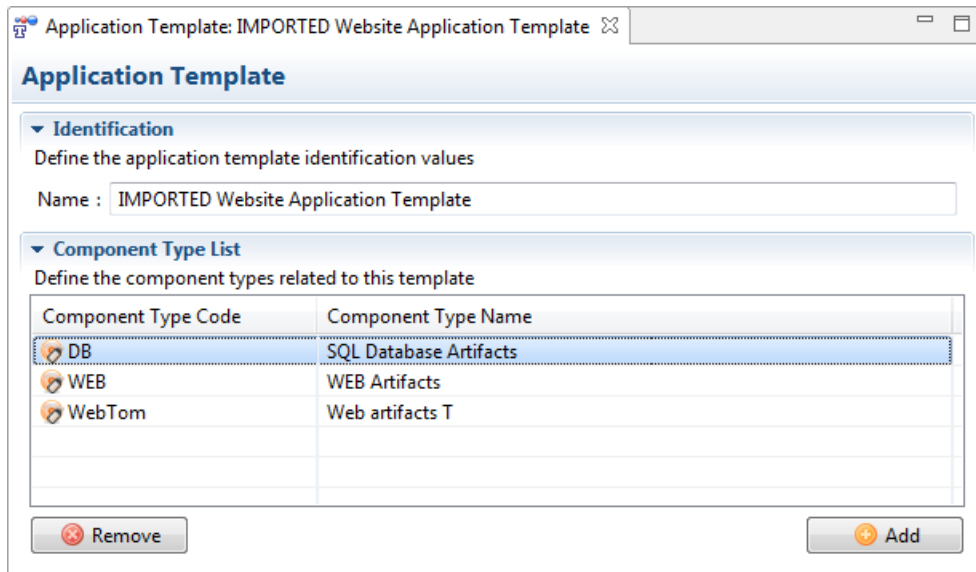 Application Template: IMPORTED Website Application Template
Application Template
Identification
Define the application template identification values
Name : IMPORTED Website Application Template
Component Type List
Define the component types related to this template
Component Type Code Component Type Name
DB SQL Database Artifacts
WEB WEB Artifacts
WebTom Web artifacts T
Remove Add